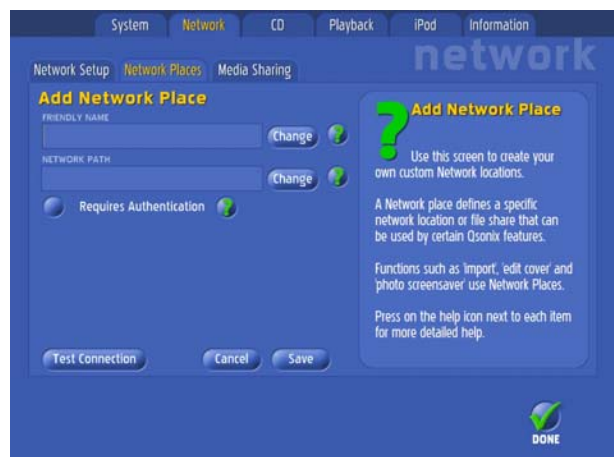 System Network CD Playback iPod Information
network
Network Setup Network Places Media Sharing
Add Network Place
FRIENDLY NAME
Change ?
NETWORK PATH
Change ?
Requires Authentication ?
Test Connection Cancel Save
? Add Network Place
Use this screen to create your
own custom Network locations.
A Network place defines a specific
network location or file share that can
be used by certain Qsonix features.
Functions such as 'import', 'edit cover' and
'photo screensaver' use Network Places.
Press on the help icon next to each item
for more detailed help.
DONE